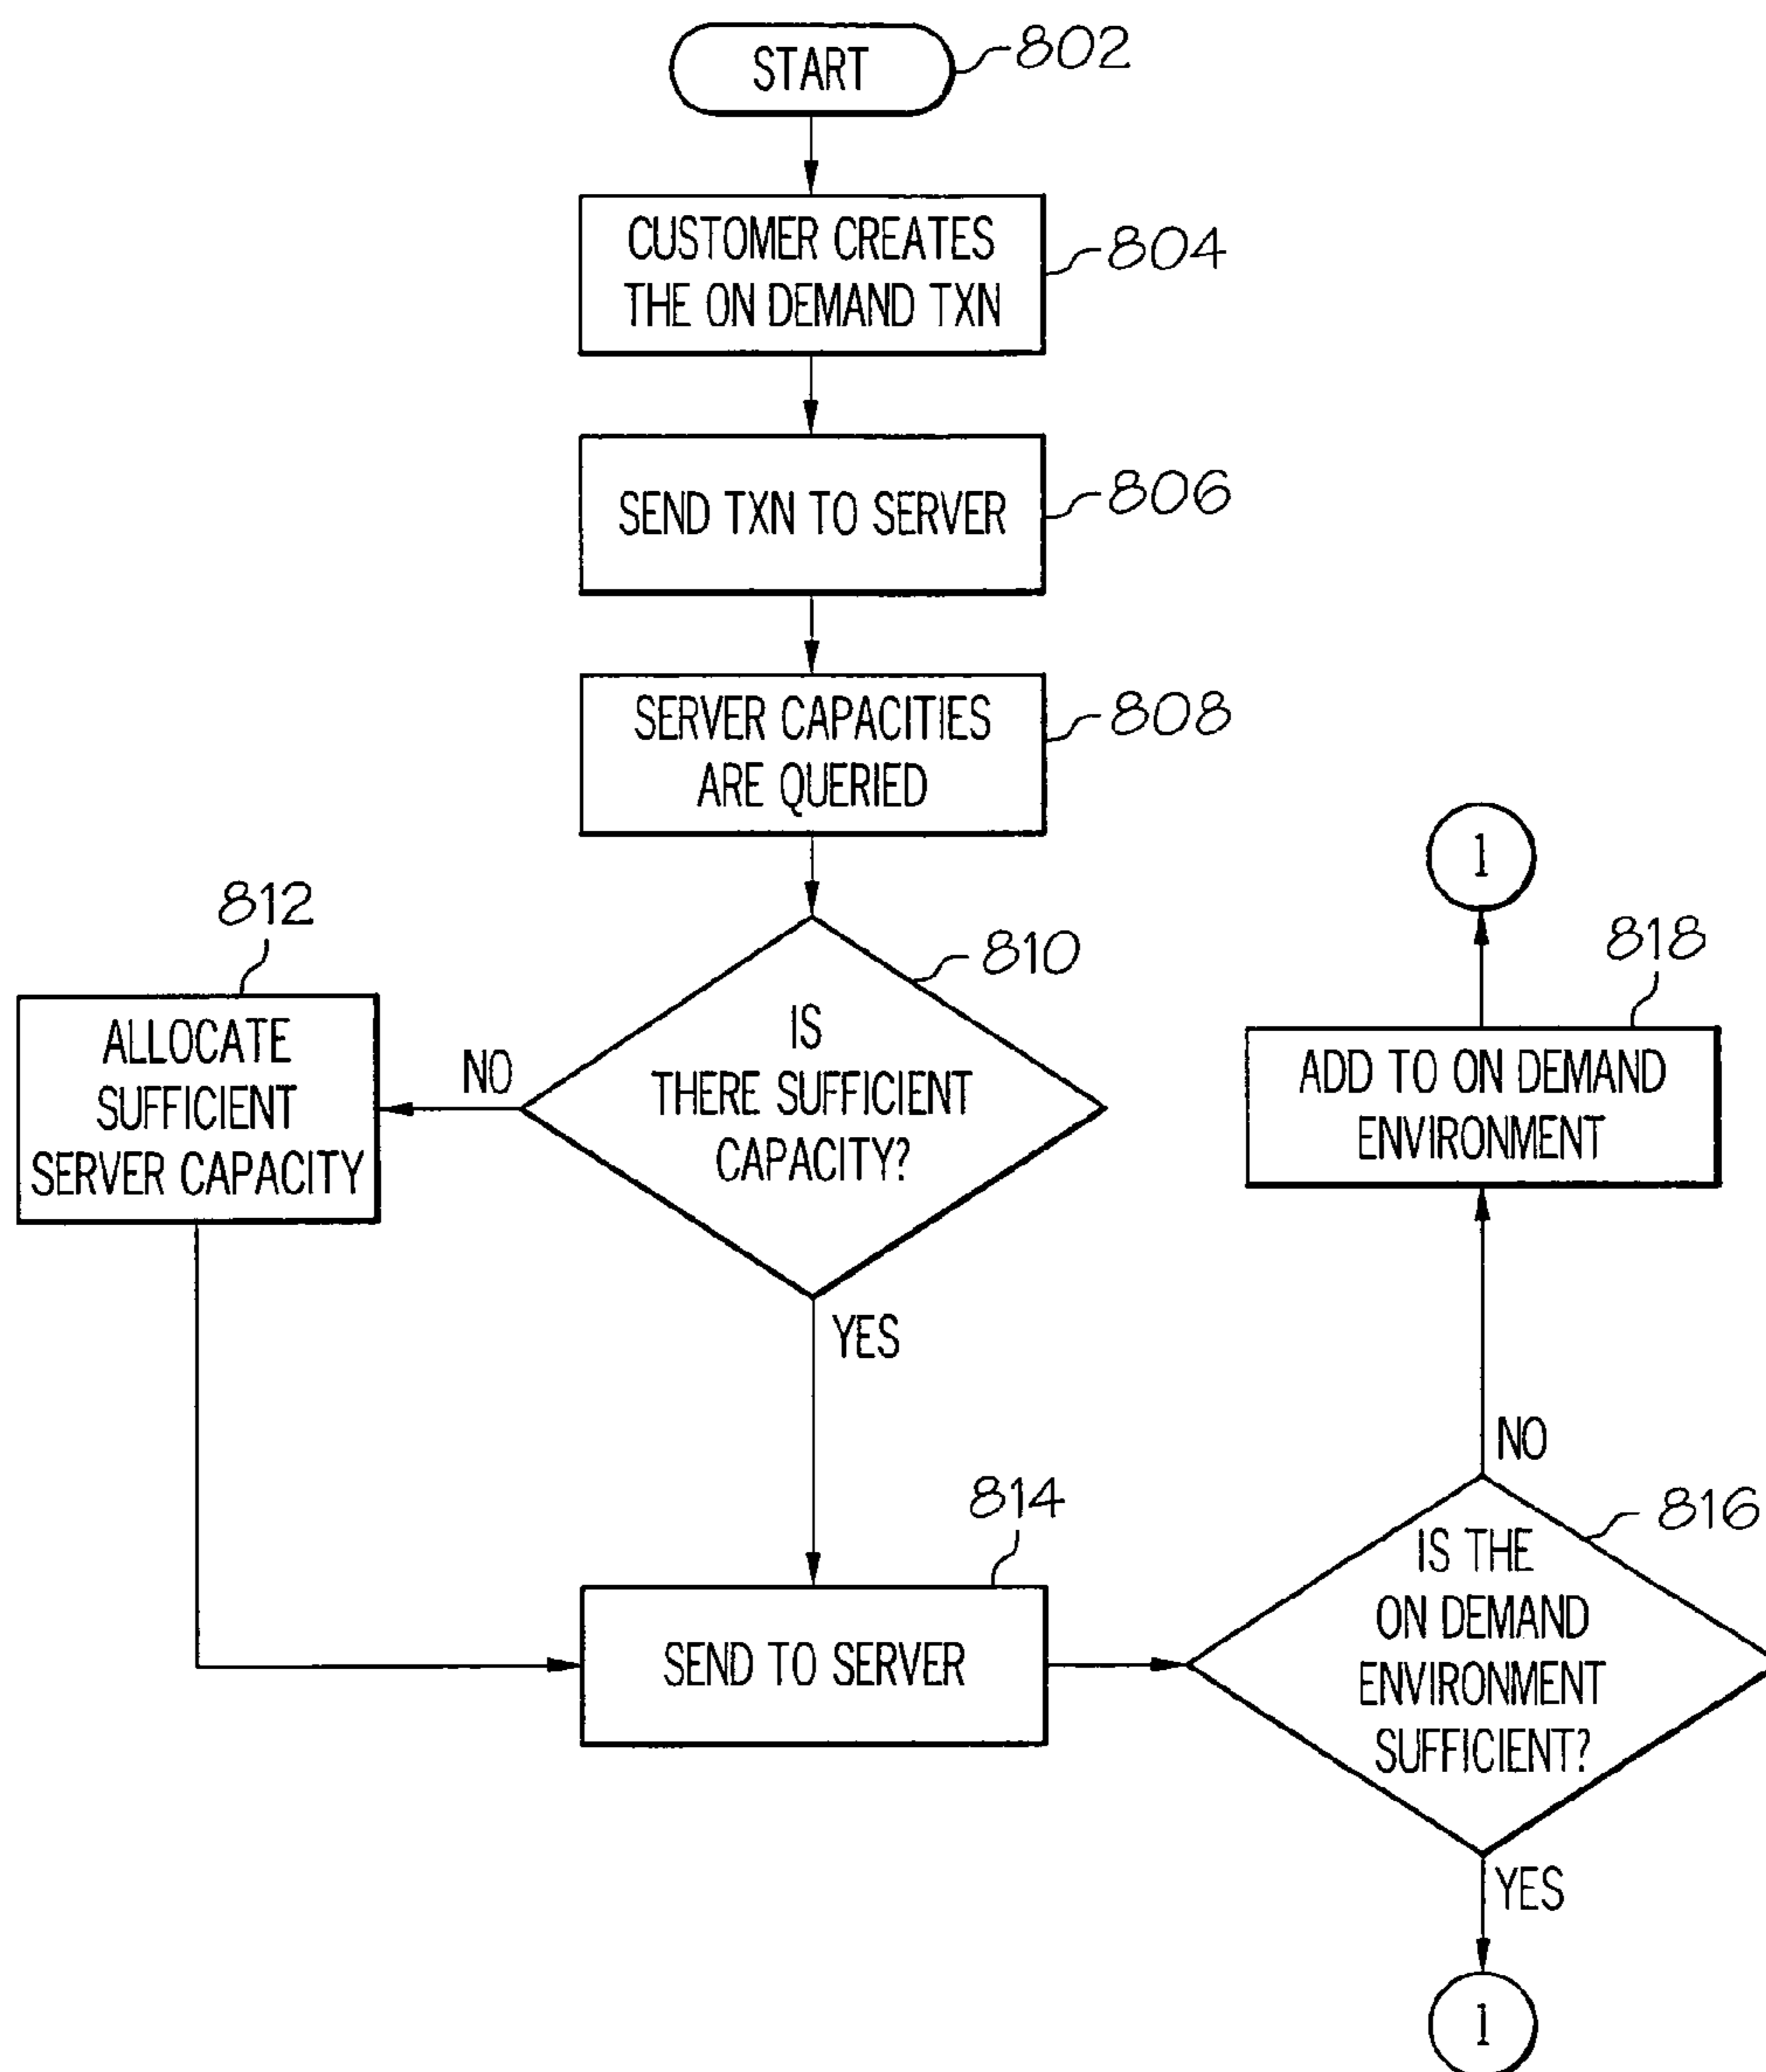 START
802
CUSTOMER CREATES
THE ON DEMAND TXN
804
SEND TXN TO SERVER
806
SERVER CAPACITIES
ARE QUERIED
808
IS
THERE SUFFICIENT
CAPACITY?
810
NO
YES
812
ALLOCATE
SUFFICIENT
SERVER CAPACITY
814
SEND TO SERVER
816
IS THE
ON DEMAND
ENVIRONMENT
SUFFICIENT?
NO
818
ADD TO ON DEMAND
ENVIRONMENT
1
YES
1